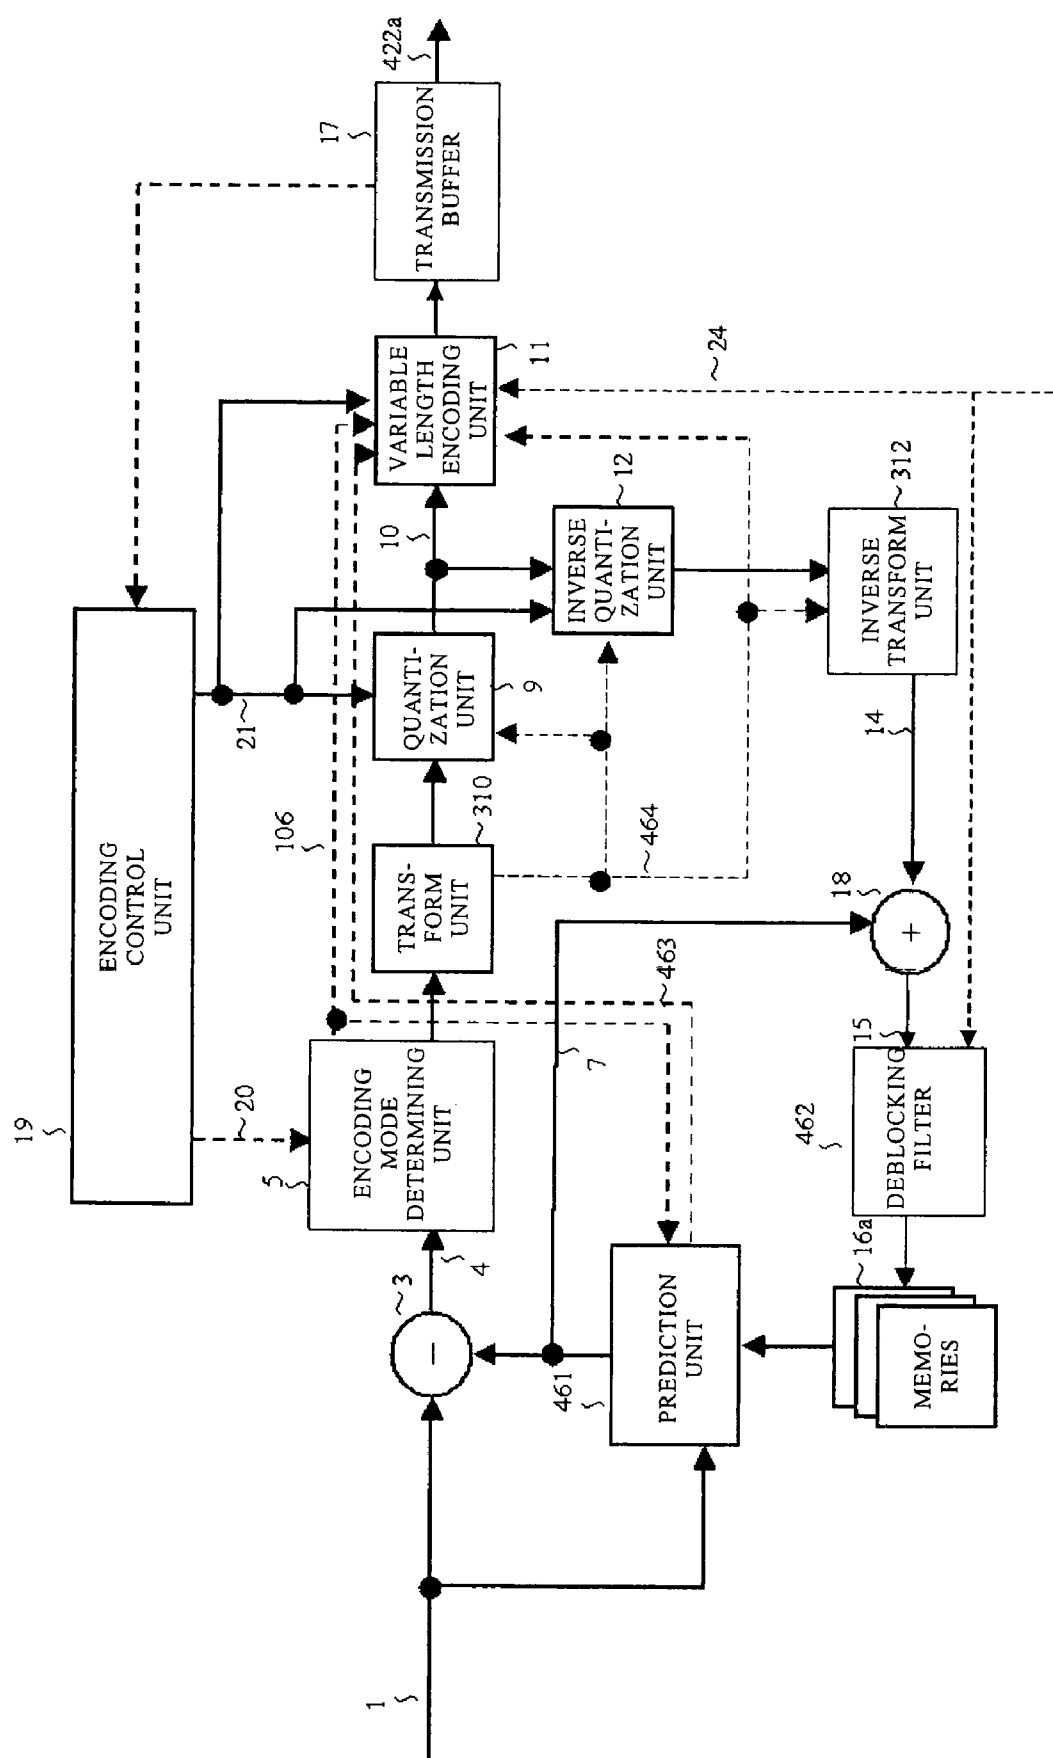 19
ENCODING
CONTROL
UNIT
20
21
17
TRANSMISSION
BUFFER
422a
106
5
ENCODING
MODE
DETERMINING
UNIT
TRANS-
FORM
UNIT
310
QUANTI-
ZATION
UNIT
9
10
VARIABLE
LENGTH
ENCODING
UNIT
11
1
3
−
4
INVERSE
QUANTI-
ZATION
UNIT
12
24
464
463
7
461
PREDICTION
UNIT
INVERSE
TRANSFORM
UNIT
312
14
18
+
15
462
DEBLOCKING
FILTER
16a
MEMO-
RIES